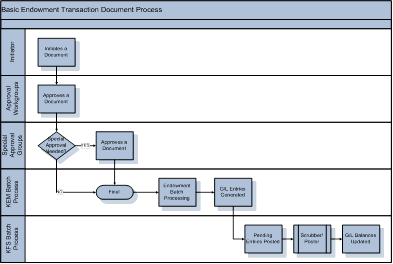 Basic Endowment Transaction Document Process
Initiator
Initiates a
Document
Approval
Workgroups
Approves a
Document
Special
Approval
Groups
Special
Approval
Needed?
YES
Approves a
Document
KEM Batch
Process
NO
Final
Endowment
Batch
Processing
G/L Entries
Generated
KFS Batch
Process
Pending
Entries Posted
Scrubber/
Poster
G/L Balances
Updated